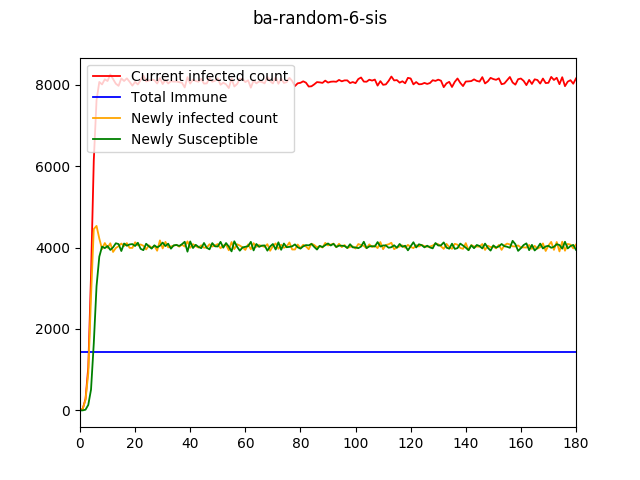 ba-random-6-sis
8000
6000
4000
2000
0
Current infected count
Total Immune
Newly infected count
Newly Susceptible
0 20 40 60 80 100 120 140 160 180